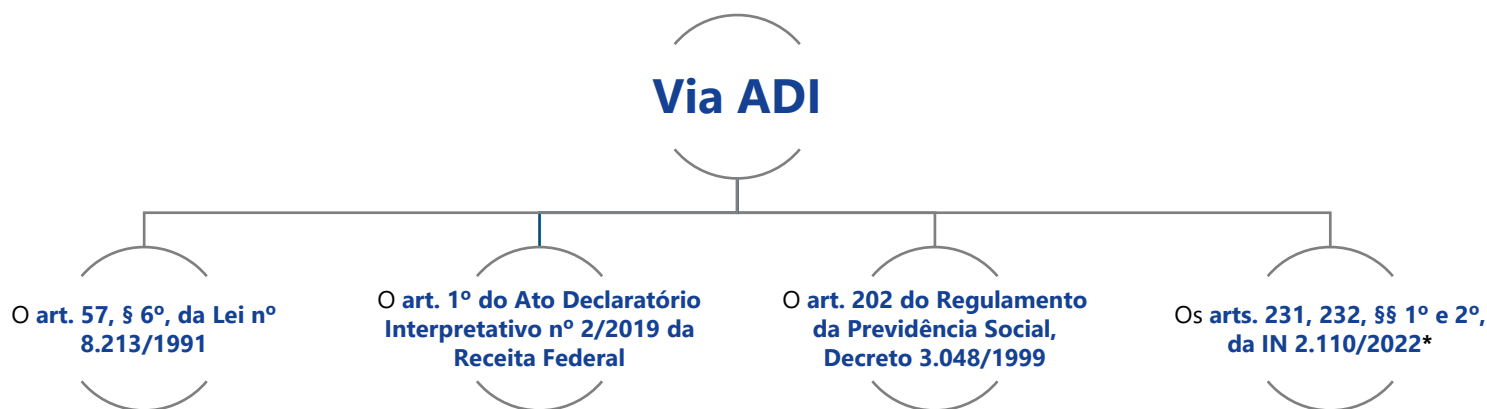 Via ADI
O art. 57, § 6º, da Lei nº
8.213/1991
O art. 1º do Ato Declaratório
Interpretativo nº 2/2019 da
Receita Federal
O art. 202 do Regulamento
da Previdência Social,
Decreto 3.048/1999
Os arts. 231, 232, §§ 1º e 2º,
da IN 2.110/2022*